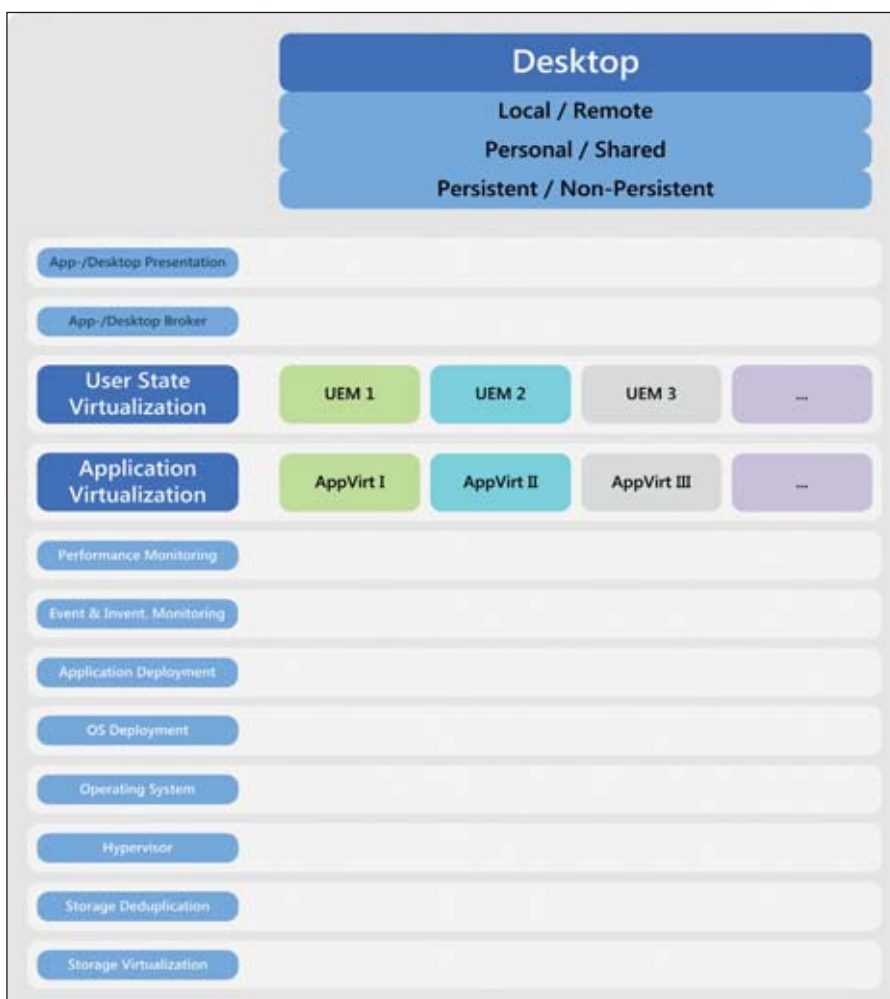 Desktop
Local / Remote
Personal / Shared
Persistent / Non-Persistent
App-/Desktop Presentation
App-/Desktop Broker
User State
Virtualization
UEM 1
UEM 2
UEM 3
...
Application
Virtualization
AppVirt I
AppVirt II
AppVirt III
...
Performance Monitoring
Event & Invent. Monitoring
Application Deployment
OS Deployment
Operating System
Hypervisor
Storage Deduplication
Storage Virtualization